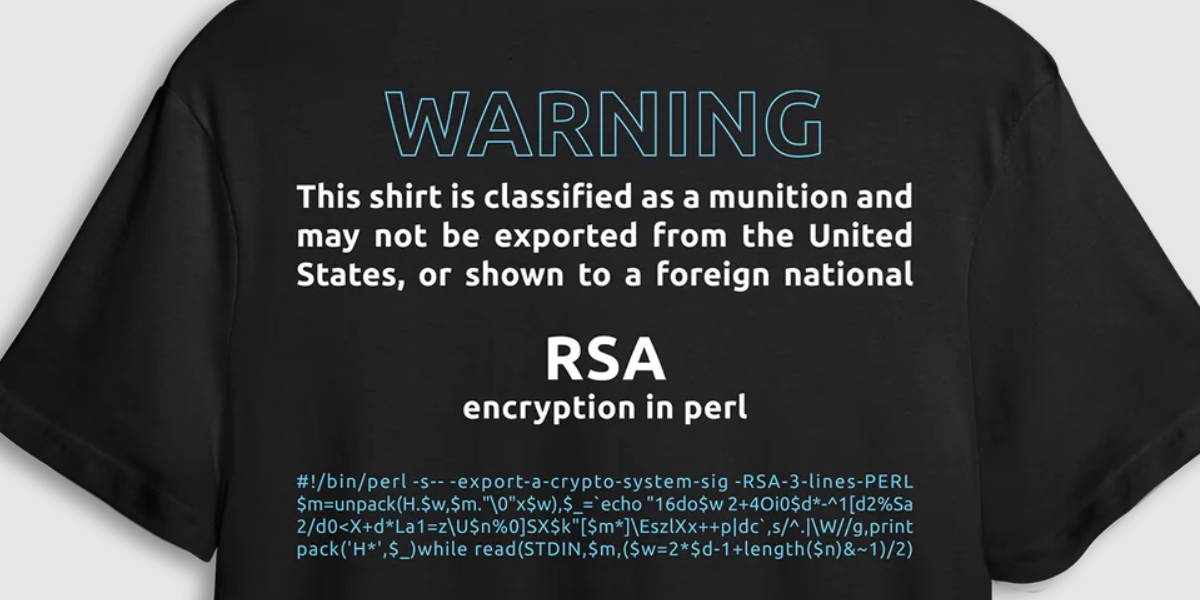 WARNING
This shirt is classified as a munition and
may not be exported from the United
States, or shown to a foreign national
RSA
encryption in perl
#!/bin/perl -s-- -export-a-crypto-system-sig -RSA-3-lines-PERL
$m=unpack(H.$w,$m."\0"x$w),$_=`echo "16do$w 2+4Oi0$d*-^1[d2%Sa
2/d0<X+d*La1=z\U$n%0]SX$k"[$m*]\EszlXx++p|dc`,s/^.|\W//g,print
pack('H*',$_)while read(STDIN,$m,($w=2*$d-1+length($n)&~1)/2)